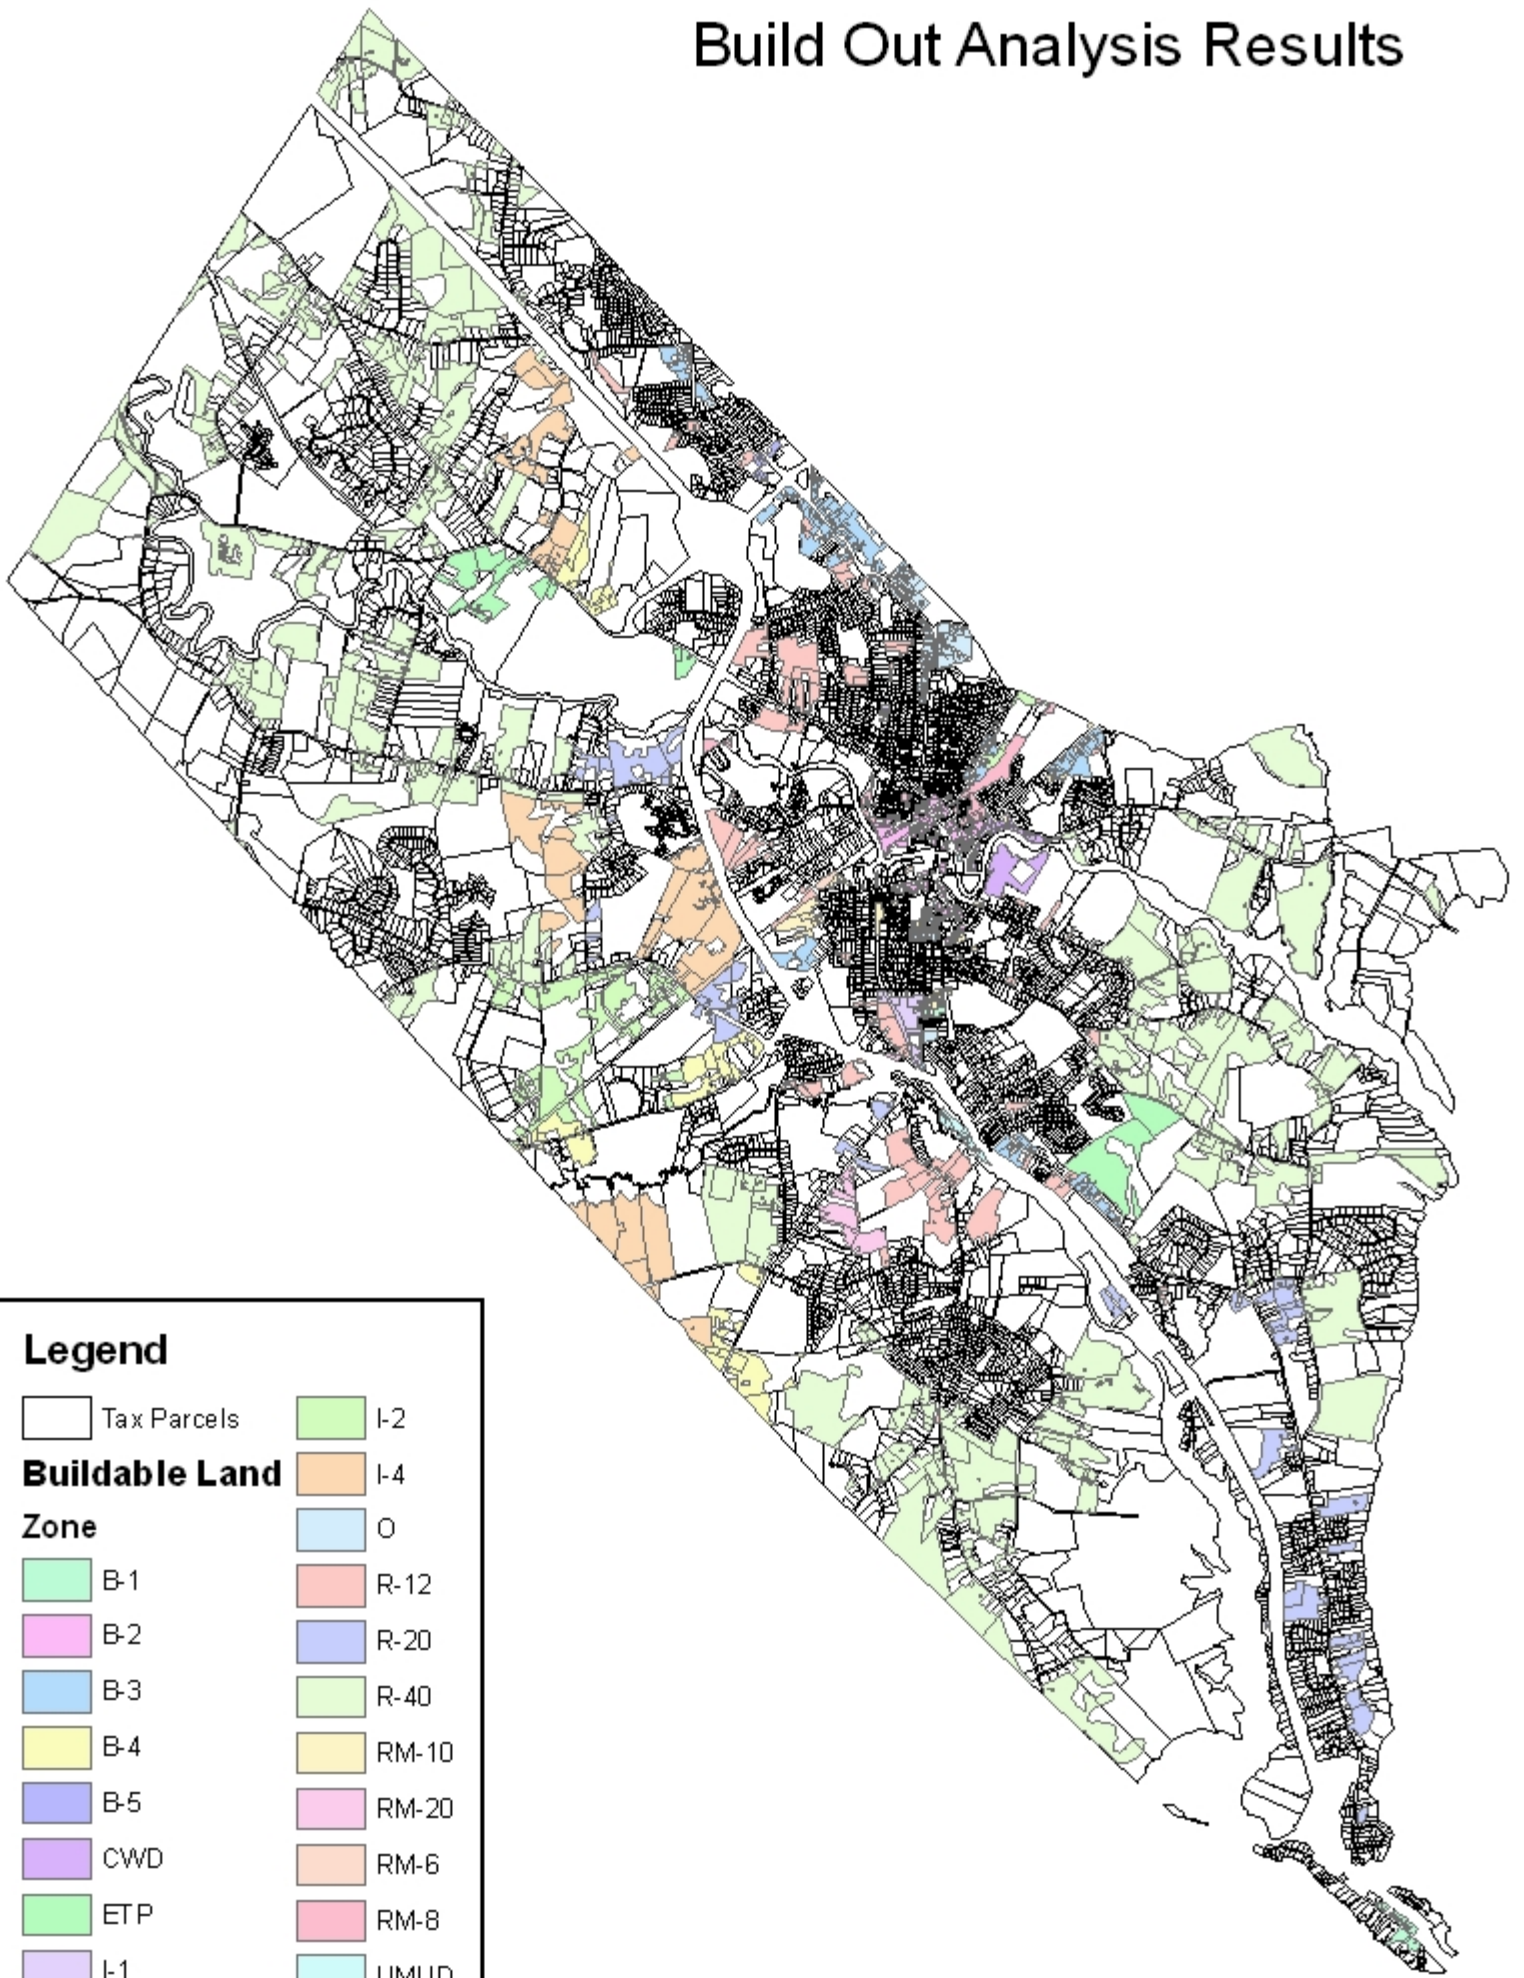 Build Out Analysis Results
Legend
Tax Parcels
Buildable Land
Zone
B-1
B-2
B-3
B-4
B-5
CWD
ETP
I-1
I-2
I-4
O
R-12
R-20
R-40
RM-10
RM-20
RM-6
RM-8
UMUD